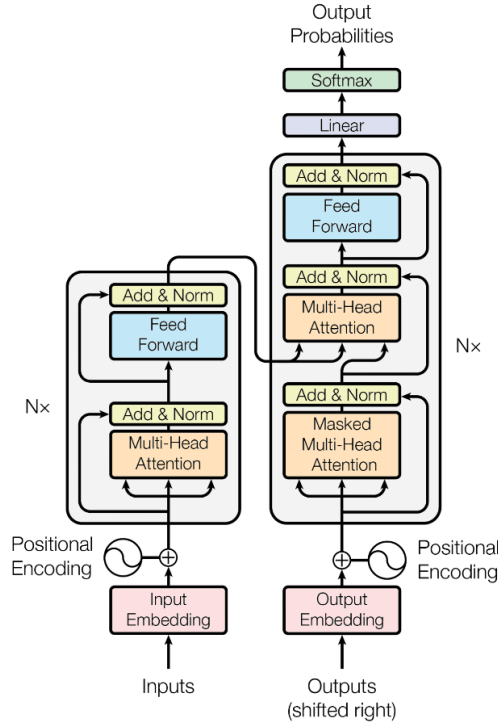 Output
Probabilities
Softmax
Linear
Add & Norm
Feed
Forward
Add & Norm
Multi-Head
Attention
Add & Norm
Masked
Multi-Head
Attention
N×
Add & Norm
Feed
Forward
Add & Norm
Multi-Head
Attention
N×
Positional
Encoding
Positional
Encoding
Input
Embedding
Output
Embedding
Inputs
Outputs
(shifted right)